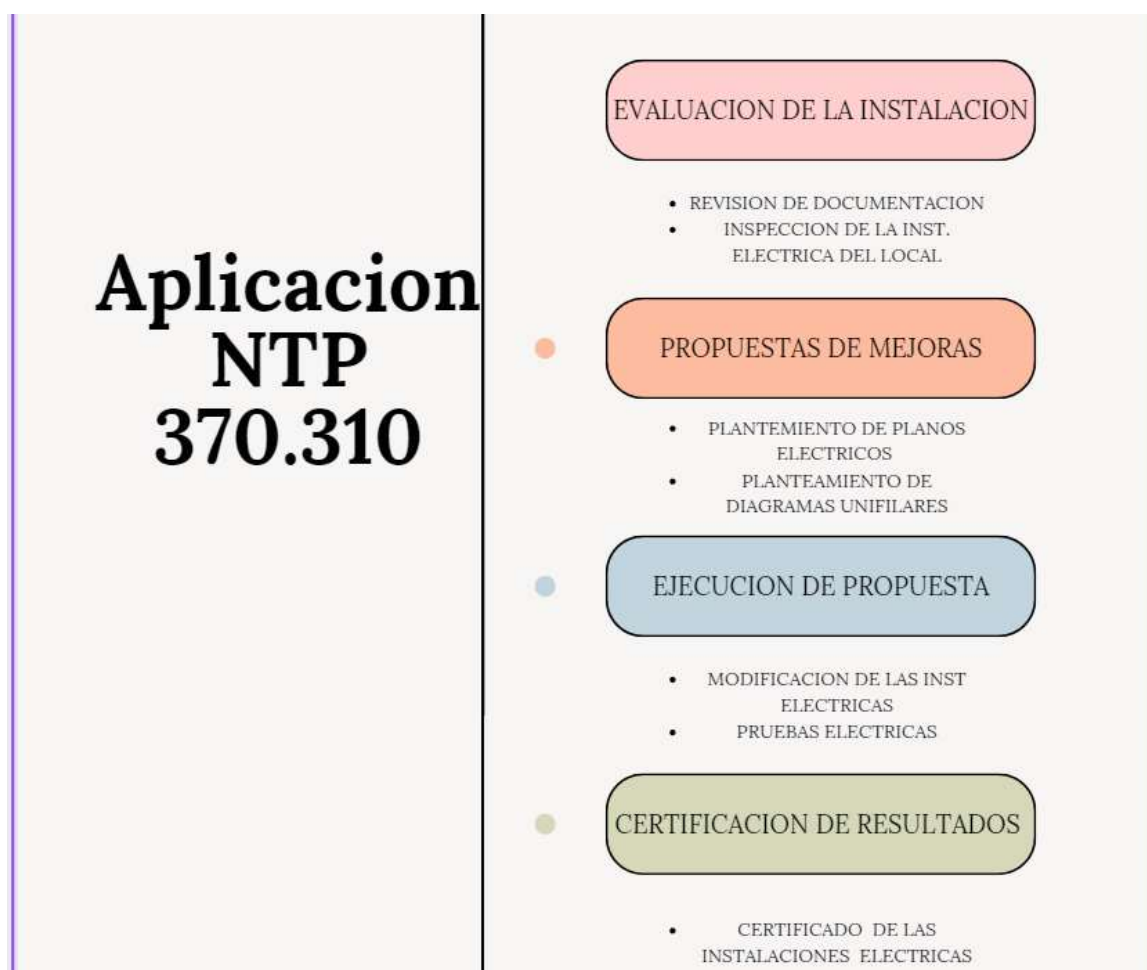 Aplicacion
NTP
370.310
EVALUACION DE LA INSTALACION
• REVISION DE DOCUMENTACION
• INSPECCION DE LA INST.
ELECTRICA DEL LOCAL
PROPUESTAS DE MEJORAS
• PLANTEMIENTO DE PLANOS
ELECTRICOS
• PLANTEAMIENTO DE
DIAGRAMAS UNIFILARES
EJECUCION DE PROPUESTA
• MODIFICACION DE LAS INST
ELECTRICAS
• PRUEBAS ELECTRICAS
CERTIFICACION DE RESULTADOS
• CERTIFICADO DE LAS
INSTALACIONES ELECTRICAS